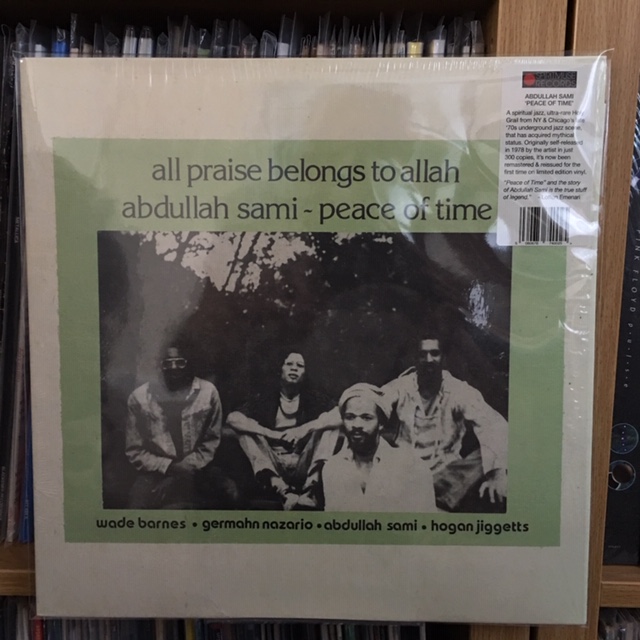 all praise belongs to allah
abdullah sami ~ peace of time
wade barnes • germahn nazario • abdullah sami • hogan jiggetts
ABDULLAH SAMI
'PEACE OF TIME'
A spiritual jazz, ultra-rare Holy
Grail from NY & Chicago's late
'70s underground jazz scene
that has acquired mythical
status. Originally self-released
in 1978 by the artist in just
300 copies, it's now been
remastered & reissued for the
first time on limited edition vinyl.
"Peace of Time" and the story
of Abdullah Sami is the true stuff
of legend."